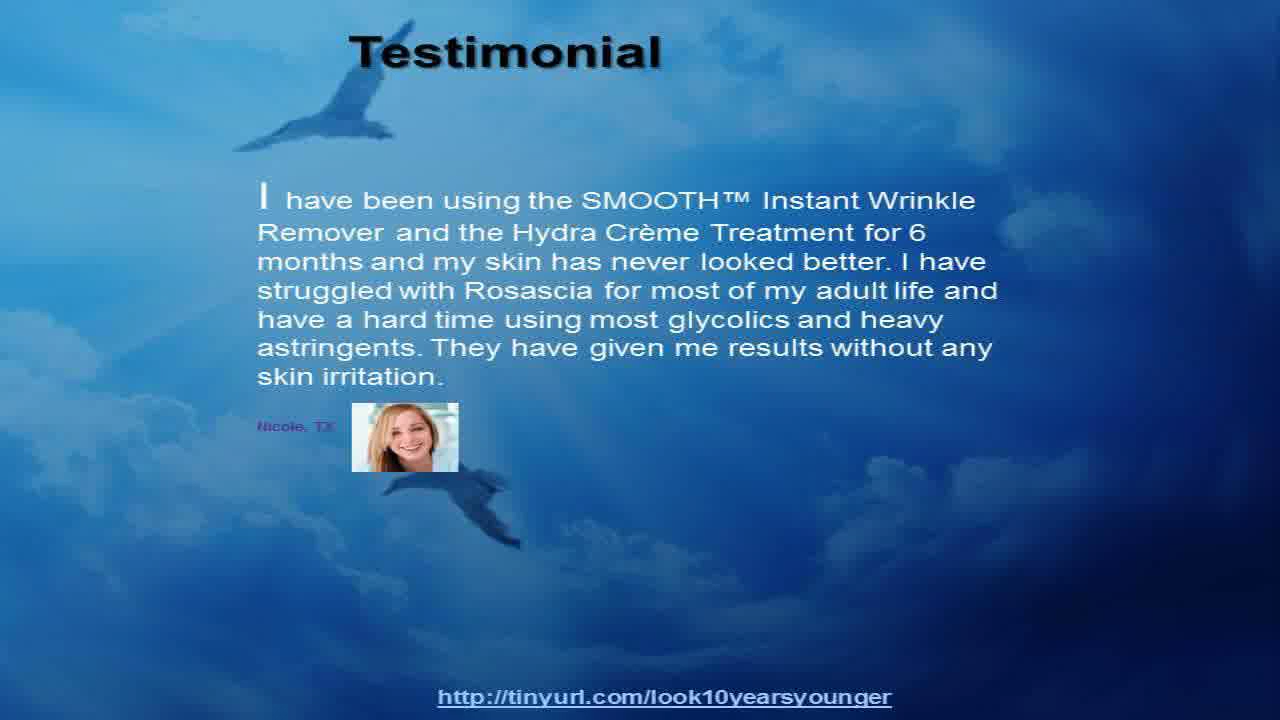 Testimonial
I have been using the SMOOTH™ Instant Wrinkle
Remover and the Hydra Crème Treatment for 6
months and my skin has never looked better. I have
struggled with Rosascia for most of my adult life and
have a hard time using most glycolics and heavy
astringents. They have given me results without any
skin irritation.
Nicole, TX
http://tinyurl.com/look10yearsyounger